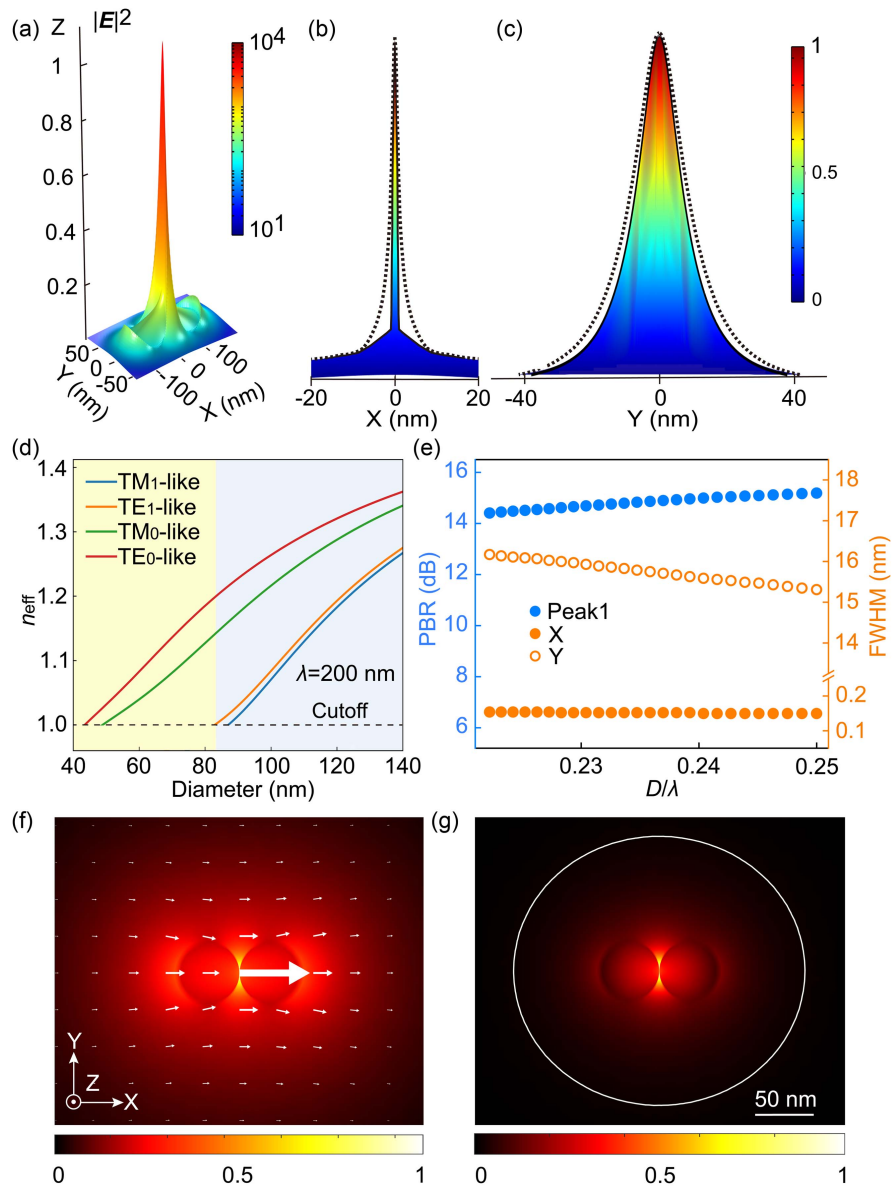 (a)
Z
|E|²
10⁴
10¹
1
0.8
0.6
0.4
0.2
50
0
-50
Y (nm)
-100
0
100
X (nm)
(b)
-20
0
20
X (nm)
(c)
1
0.5
0
-40
0
40
Y (nm)
(d)
1.4
1.3
1.2
1.1
1.0
neff
TM₁-like
TE₁-like
TM₀-like
TE₀-like
λ=200 nm
Cutoff
40 60 80 100 120 140
Diameter (nm)
(e)
16
14
12
10
8
6
PBR (dB)
Peak1
X
Y
18
17
16
15
14
0.2
0.1
FWHM (nm)
0.23 0.24 0.25
D/λ
(f)
Y
Z
X
0 0.5 1
(g)
50 nm
0 0.5 1